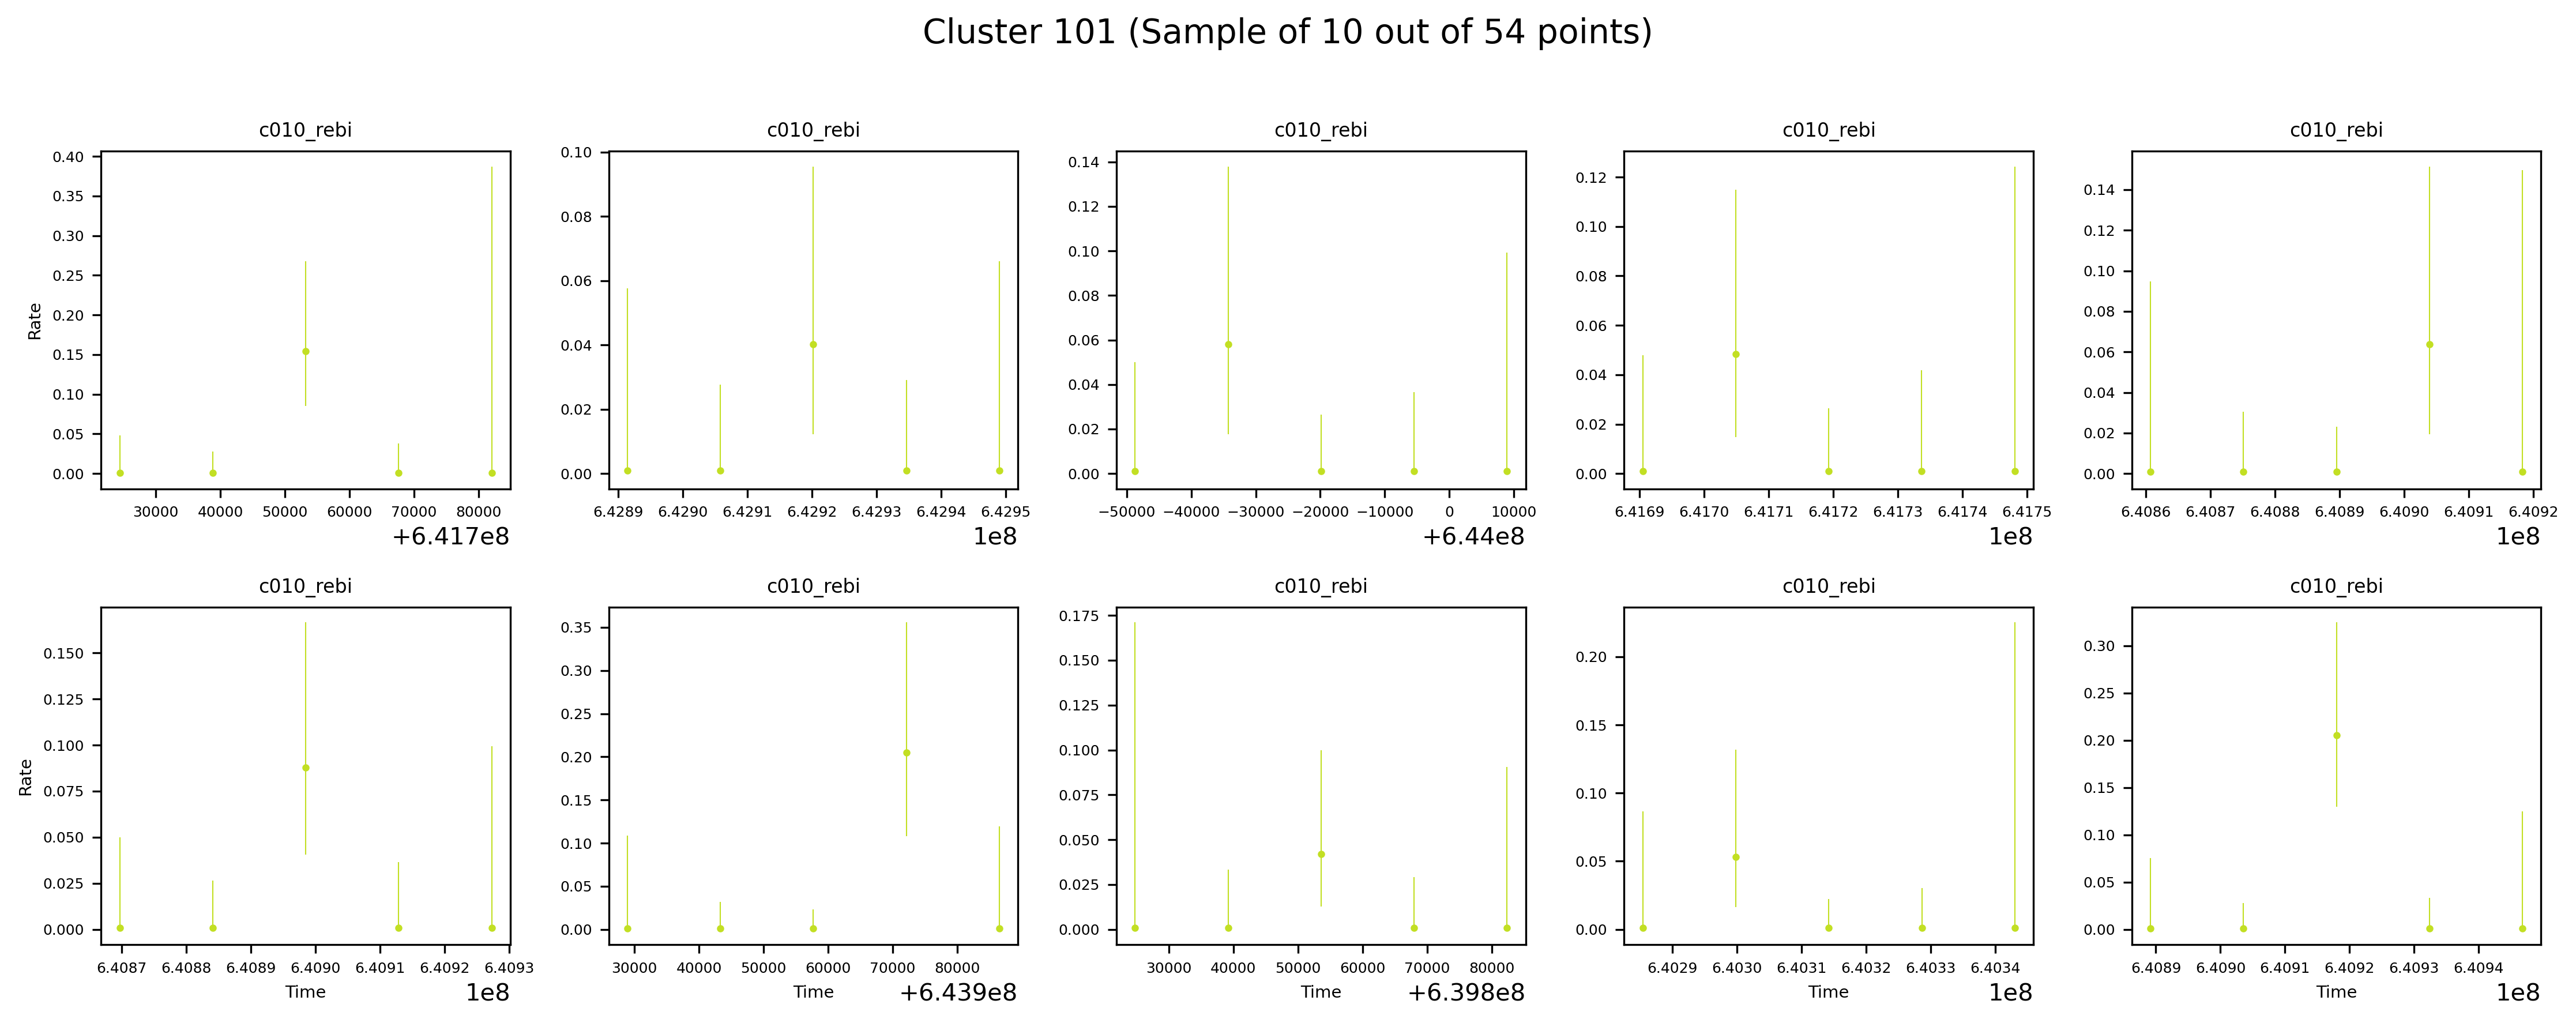 Cluster 101 (Sample of 10 out of 54 points)
c010_rebi c010_rebi c010_rebi c010_rebi c010_rebi
Rate
0.40
0.35
0.30
0.25
0.20
0.15
0.10
0.05
0.00
30000 40000 50000 60000 70000 80000
+6.417e8
0.10
0.08
0.06
0.04
0.02
0.00
6.4289 6.4290 6.4291 6.4292 6.4293 6.4294 6.4295
1e8
0.14
0.12
0.10
0.08
0.06
0.04
0.02
0.00
−50000 −40000 −30000 −20000 −10000 0 10000
+6.44e8
0.12
0.10
0.08
0.06
0.04
0.02
0.00
6.4169 6.4170 6.4171 6.4172 6.4173 6.4174 6.4175
1e8
0.14
0.12
0.10
0.08
0.06
0.04
0.02
0.00
6.4086 6.4087 6.4088 6.4089 6.4090 6.4091 6.4092
1e8
c010_rebi c010_rebi c010_rebi c010_rebi c010_rebi
Rate
0.150
0.125
0.100
0.075
0.050
0.025
0.000
6.4087 6.4088 6.4089 6.4090 6.4091 6.4092 6.4093
Time
1e8
0.35
0.30
0.25
0.20
0.15
0.10
0.05
0.00
30000 40000 50000 60000 70000 80000
Time
+6.439e8
0.175
0.150
0.125
0.100
0.075
0.050
0.025
0.000
30000 40000 50000 60000 70000 80000
Time
+6.398e8
0.20
0.15
0.10
0.05
0.00
6.4029 6.4030 6.4031 6.4032 6.4033 6.4034
Time
1e8
0.30
0.25
0.20
0.15
0.10
0.05
0.00
6.4089 6.4090 6.4091 6.4092 6.4093 6.4094
Time
1e8